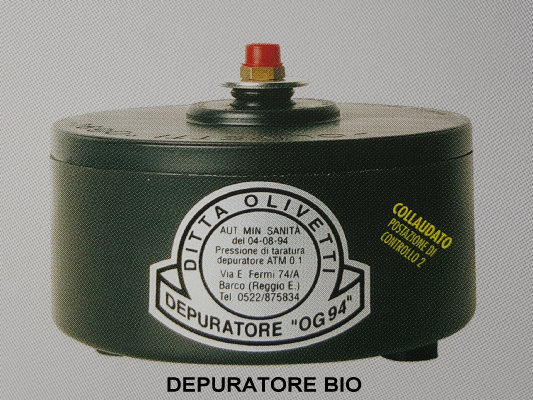 DITTA OLIVETTI
AUT MIN SANITÀ
del 04-08-94
Pressione di taratura
depuratore ATM 0 1
Via E. Fermi 74/A
Barco (Reggio E.)
Tel. 0522/875834
DEPURATORE "OG 94"
COLLAUDATO
POSTAZIONE DI
CONTROLLO 2
DEPURATORE BIO